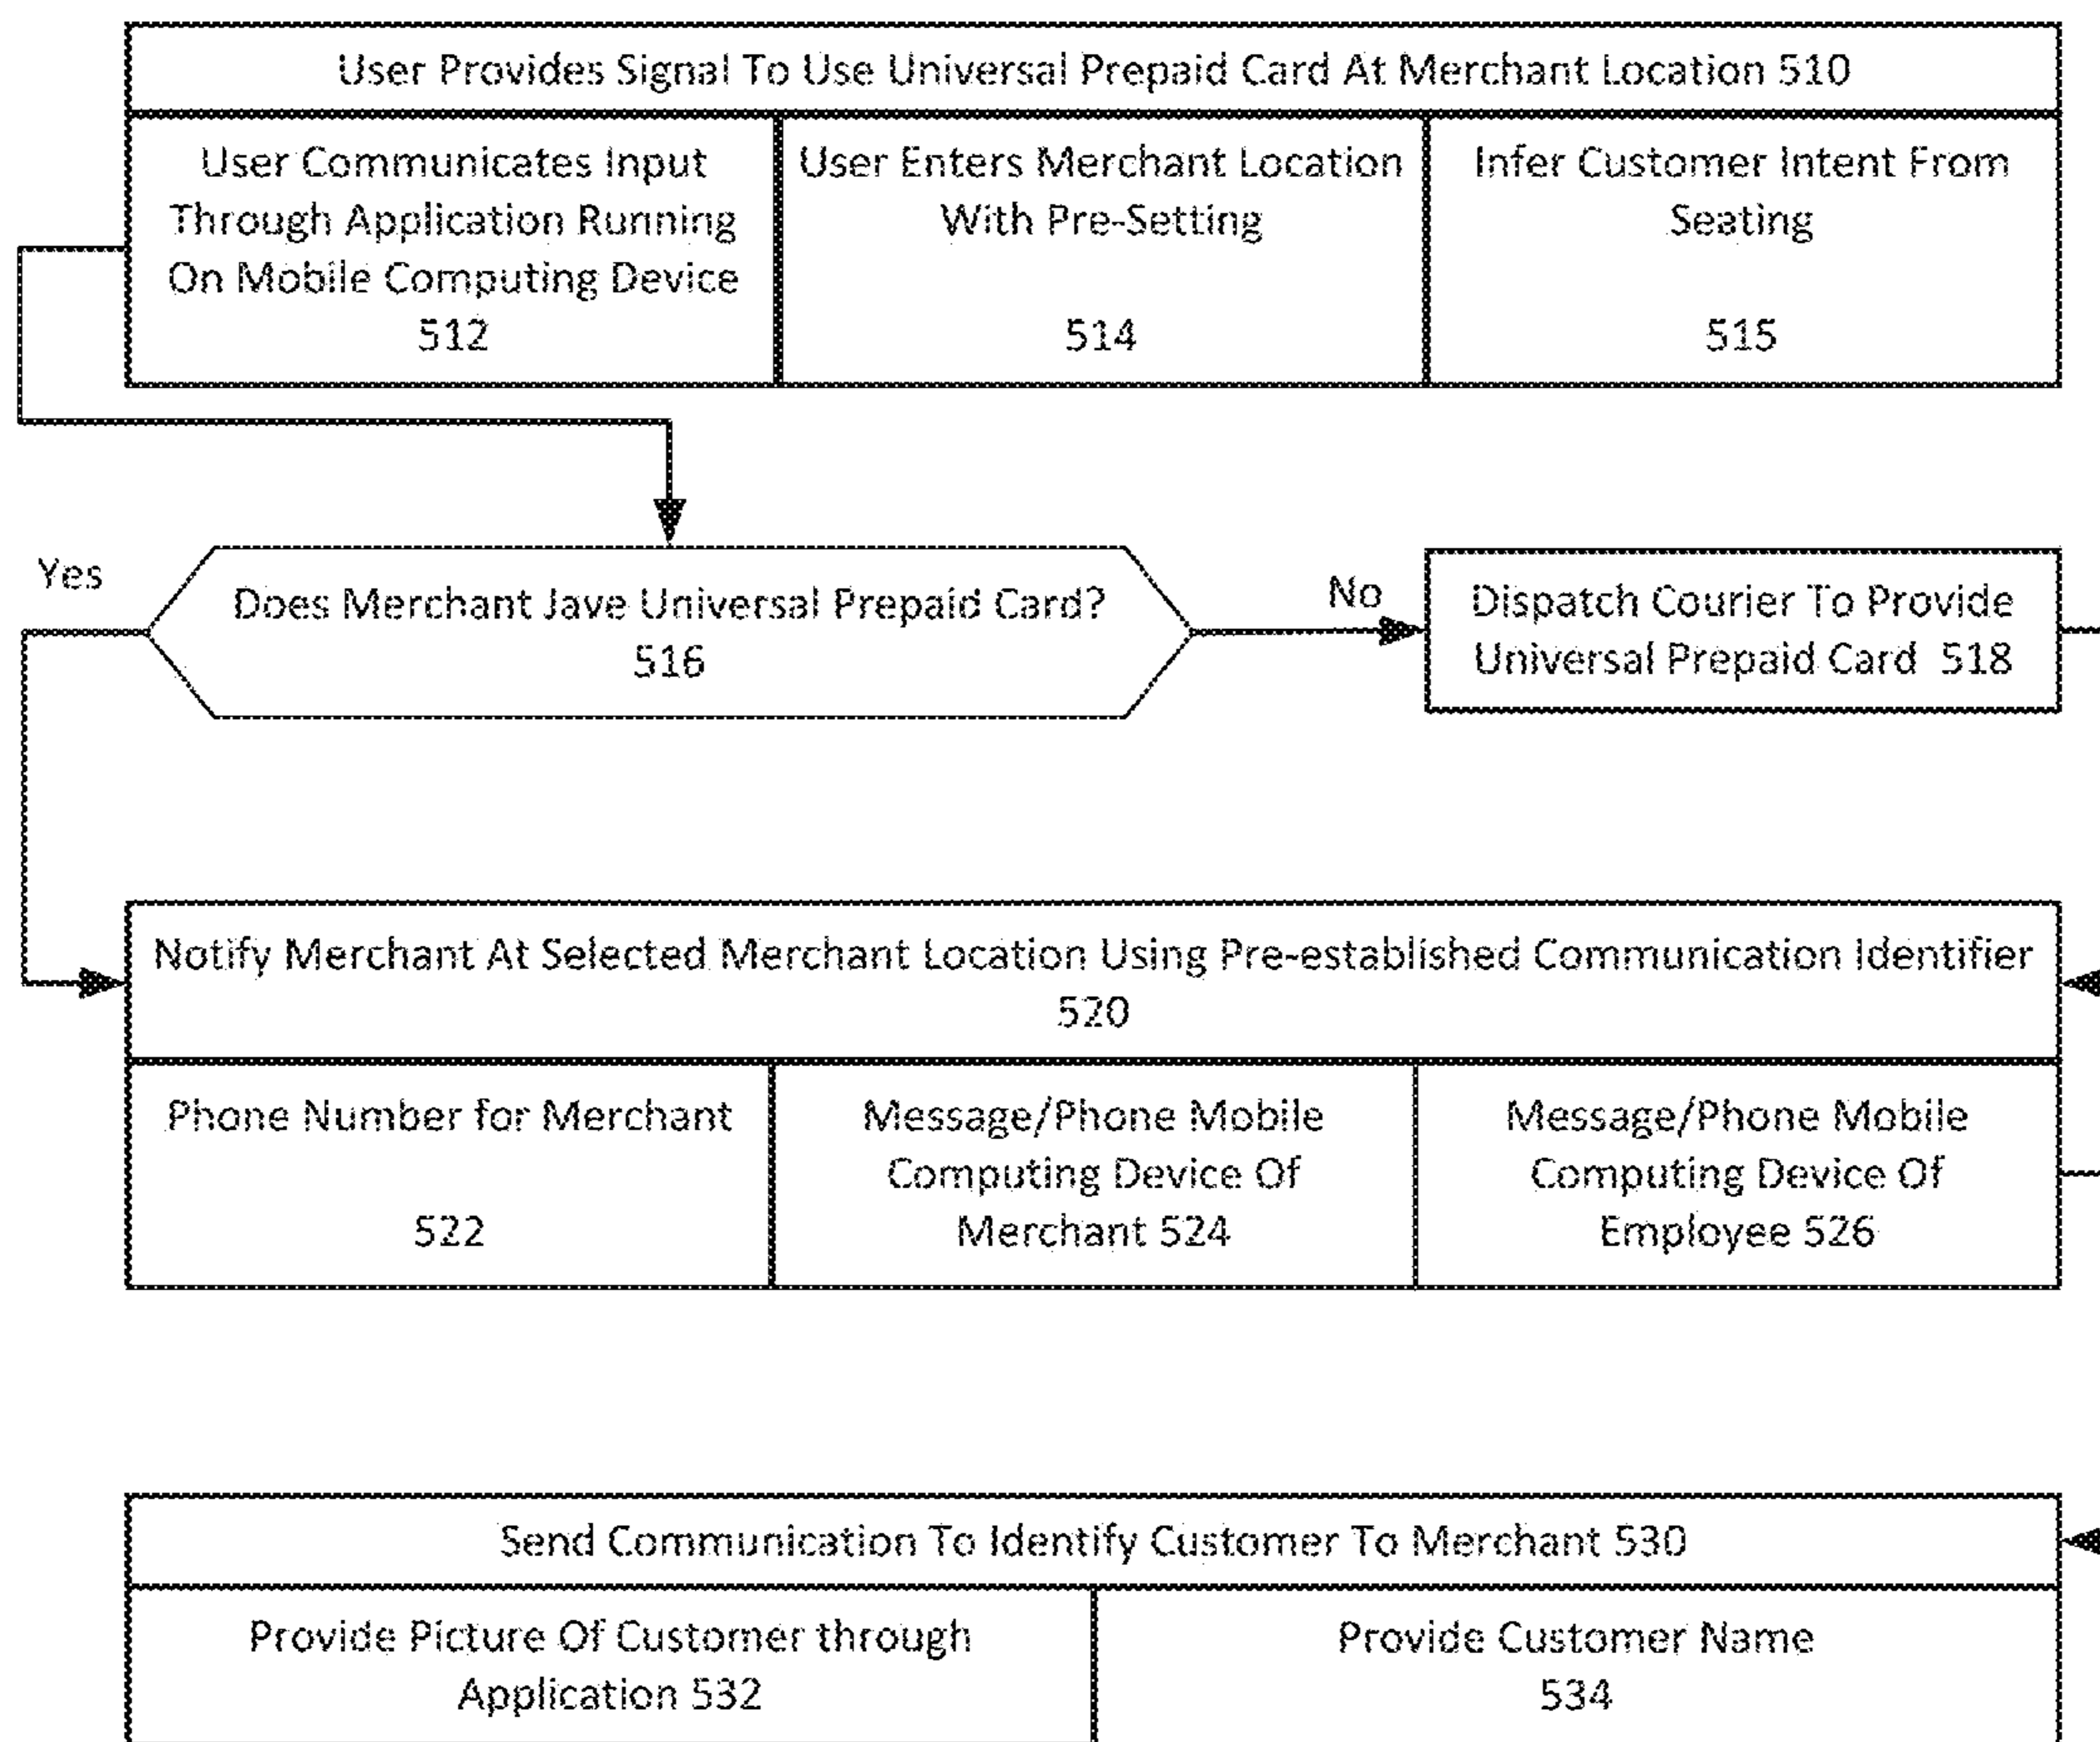 User Provides Signal To Use Universal Prepaid Card At Merchant Location 510
User Communicates Input
Through Application Running
On Mobile Computing Device
512
User Enters Merchant Location
With Pre-Setting
514
Infer Customer Intent From
Seating
515
Yes
Does Merchant Jave Universal Prepaid Card?
516
No
Dispatch Courier To Provide
Universal Prepaid Card 518
Notify Merchant At Selected Merchant Location Using Pre-established Communication Identifier
520
Phone Number for Merchant
522
Message/Phone Mobile
Computing Device Of
Merchant 524
Message/Phone Mobile
Computing Device Of
Employee 526
Send Communication To Identify Customer To Merchant 530
Provide Picture Of Customer through
Application 532
Provide Customer Name
534